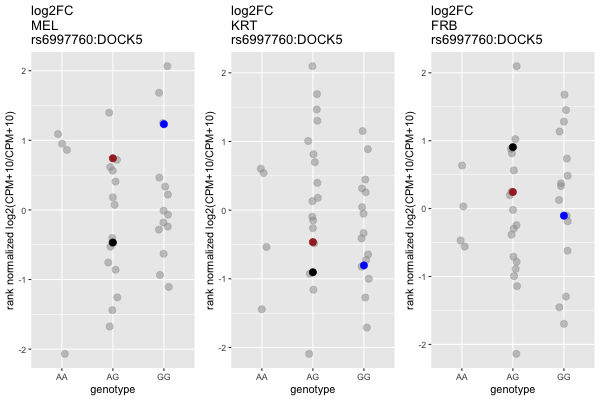 log2FC
MEL
rs6997760:DOCK5
rank normalized log2(CPM+10/CPM+10)
2
1
0
-1
-2
AA
AG
GG
genotype
log2FC
KRT
rs6997760:DOCK5
rank normalized log2(CPM+10/CPM+10)
2
1
0
-1
-2
AA
AG
GG
genotype
log2FC
FRB
rs6997760:DOCK5
rank normalized log2(CPM+10/CPM+10)
2
1
0
-1
-2
AA
AG
GG
genotype